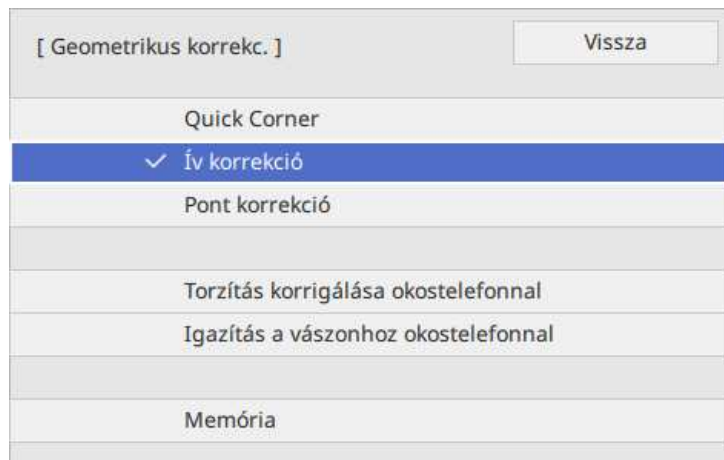 [ Geometrikus korrekc. ]
Vissza
Quick Corner
Ív korrekció
Pont korrekció
Torzítás korrigálása okostelefonnal
Igazítás a vászonhoz okostelefonnal
Memória